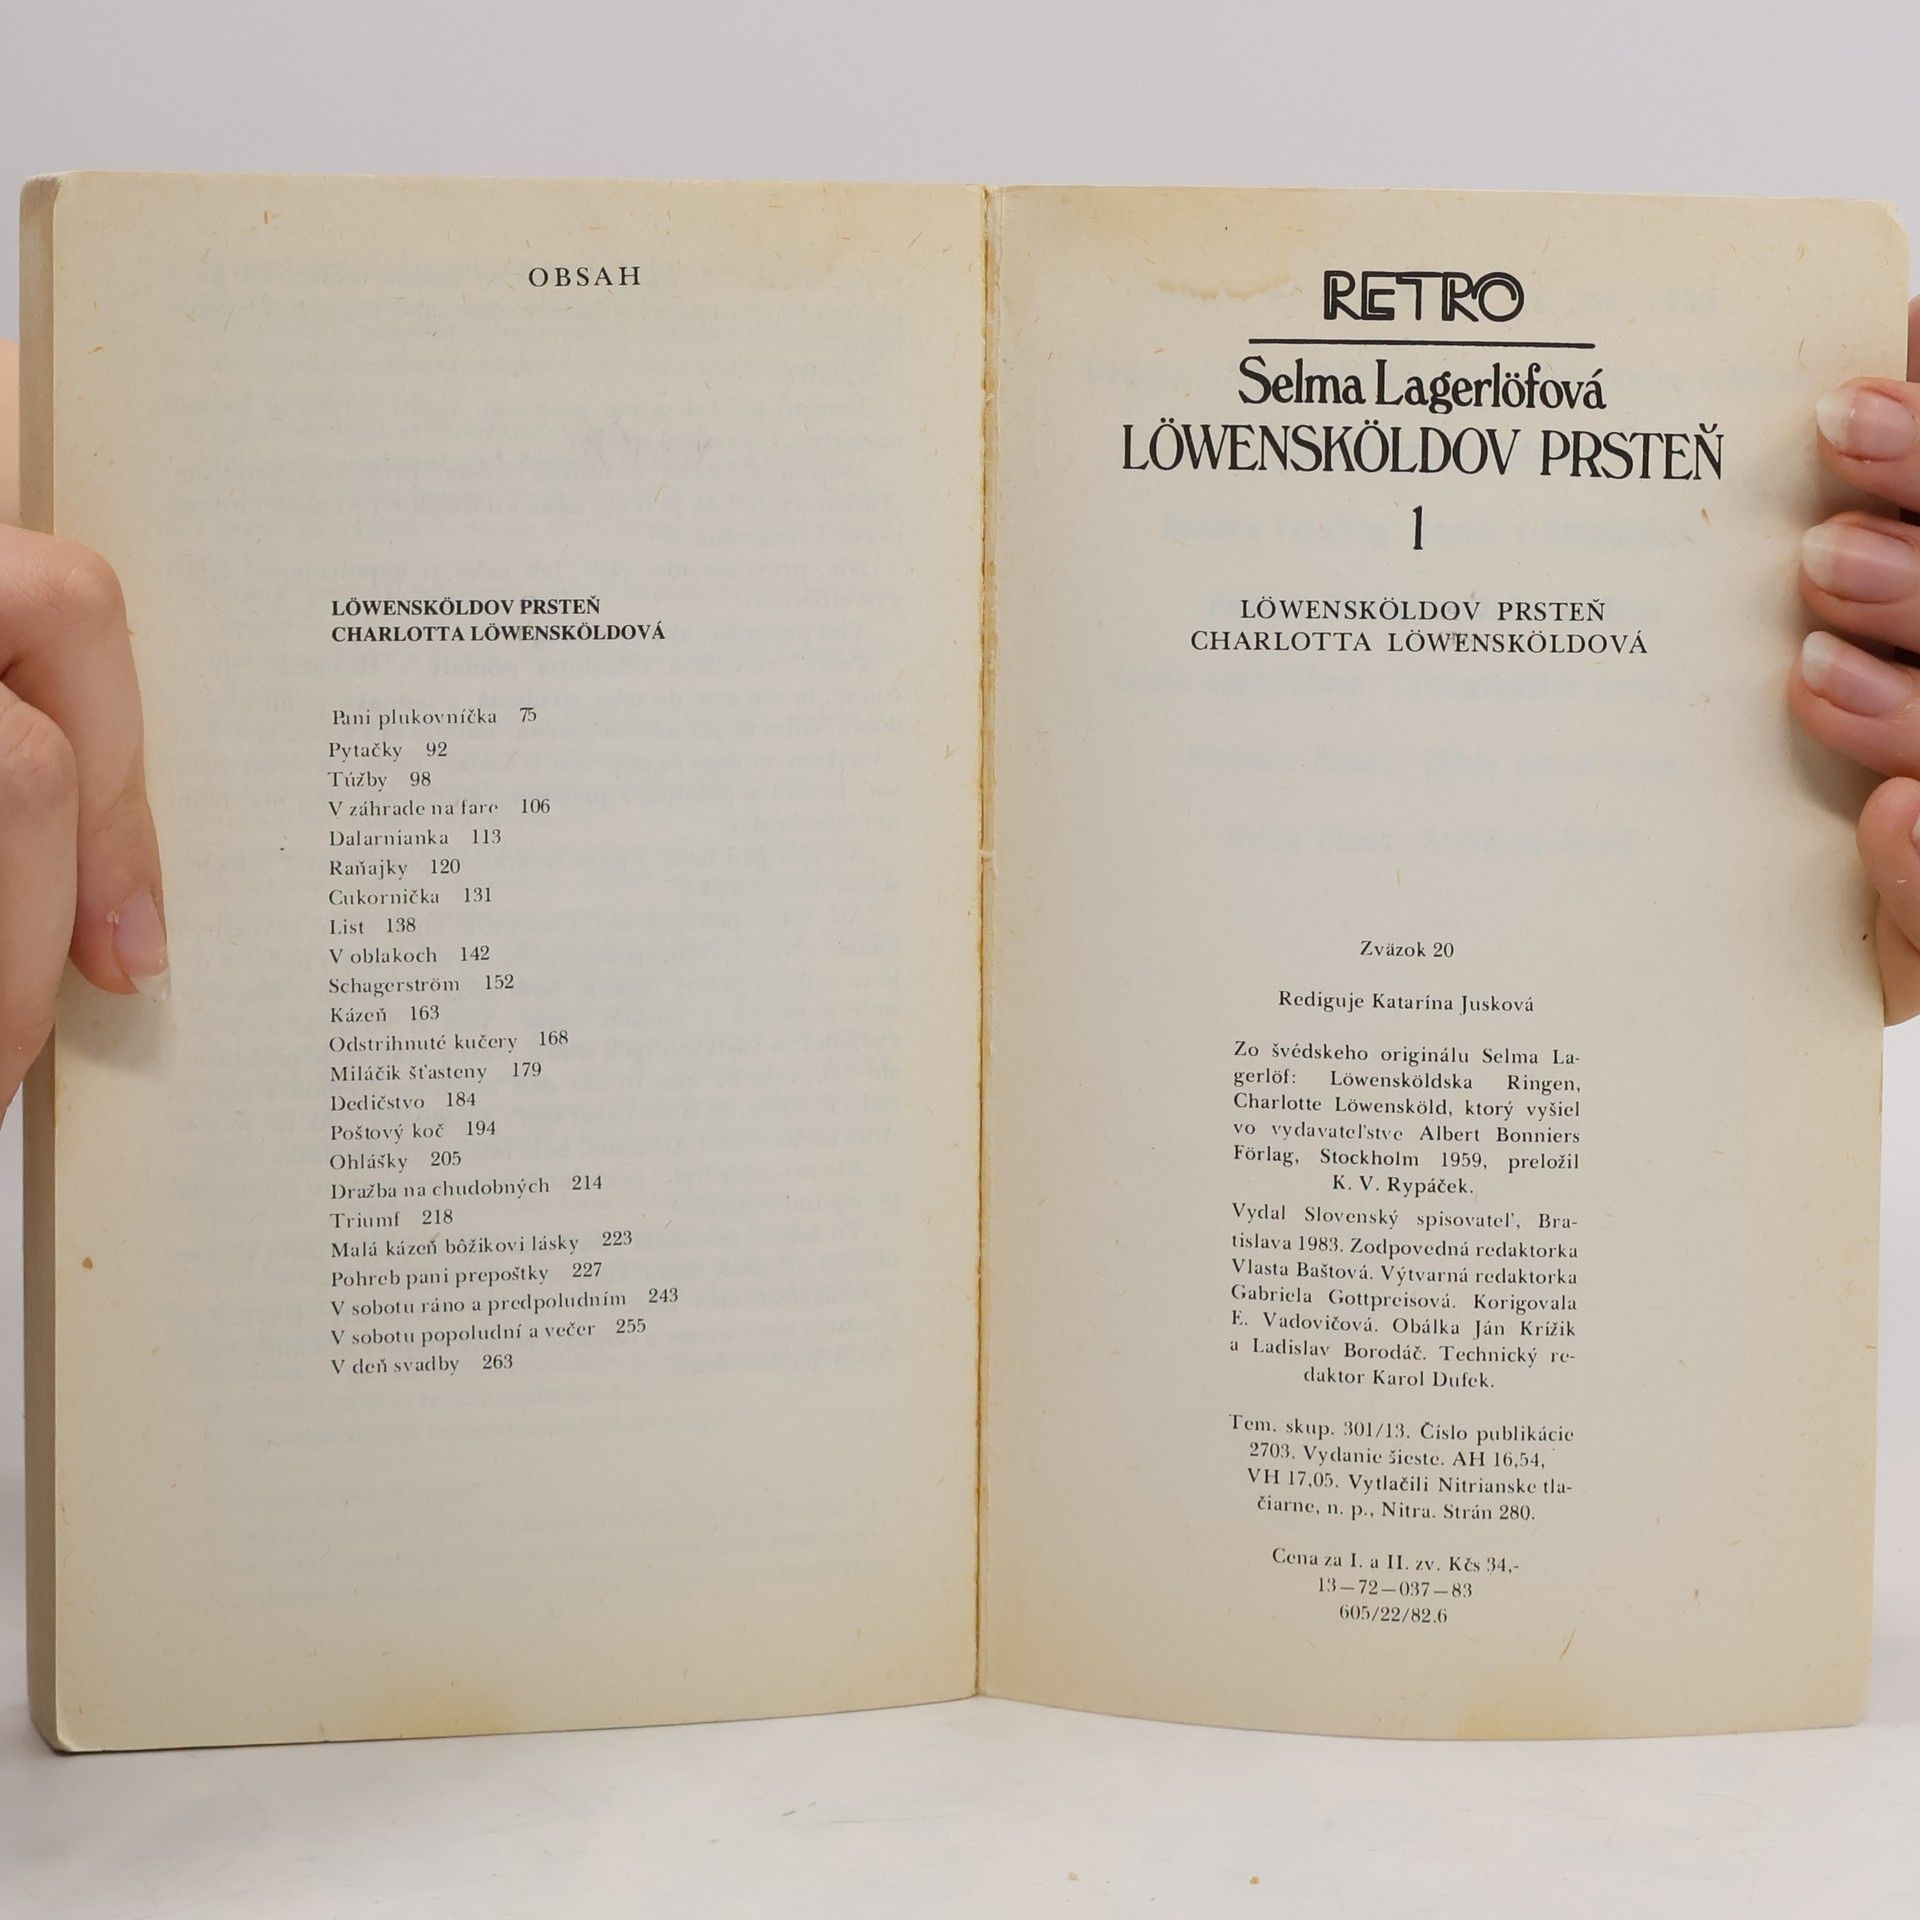 OBSAH
LÖWENSKÖLDOV PRSTEŇ
CHARLOTTA LÖWENSKÖLDOVÁ
Pani plukovníčka 75
Pytačky 92
Túžby 98
V záhrade na fare 106
Dalarnianka 113
Raňajky 120
Cukornička 131
List 138
V oblakoch 142
Schagerström 152
Kázeň 163
Odstrihnuté kučery 168
Miláčik šťasteny 179
Dedičstvo 184
Poštový koč 194
Ohlášky 205
Dražba na chudobných 214
Triumf 218
Malá kázeň bôžikovi lásky 223
Pohreb pani prepoštky 227
V sobotu ráno a predpoludním 243
V sobotu popoludní a večer 255
V deň svadby 263
RETRO
Selma Lagerlöfová
LÖWENSKÖLDOV PRSTEŇ
1
LÖWENSKÖLDOV PRSTEŇ
CHARLOTTA LÖWENSKÖLDOVÁ
Zväzok 20
Rediguje Katarína Jusková
Zo švédskeho originálu Selma La-
gerlöf: Löwensköldska Ringen,
Charlotte Löwensköld, ktorý vyšiel
vo vydavateľstve Albert Bonniers
Förlag, Stockholm 1959, preložil
K. V. Rypáček.
Vydal Slovenský spisovateľ, Bra-
tislava 1983. Zodpovedná redaktorka
Vlasta Baštová. Výtvarná redaktorka
Gabriela Gottpreisová. Korigovala
E. Vadovičová. Obálka Ján Krížik
a Ladislav Borodáč. Technický re-
daktor Karol Dufek.
Tem. skup. 301/13. Číslo publikácie
2703. Vydanie šieste. AH 16,54,
VH 17,05. Vytlačili Nitrianske tla-
čiarne, n. p., Nitra. Strán 280.
Cena za I. a II. zv. Kčs 34,-
13—72—037—83
605/22/82.6